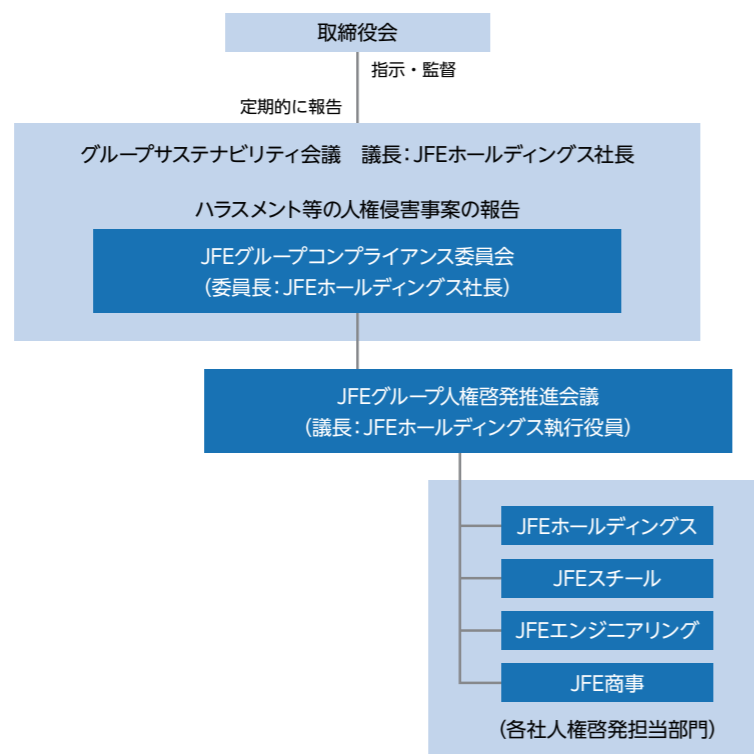 取締役会
指示・監督
定期的に報告
グループサステナビリティ会議　議長：JFEホールディングス社長
ハラスメント等の人権侵害事案の報告
JFEグループコンプライアンス委員会
（委員長：JFEホールディングス社長）
JFEグループ人権啓発推進会議
（議長：JFEホールディングス執行役員）
JFEホールディングス
JFEスチール
JFEエンジニアリング
JFE商事
（各社人権啓発担当部門）